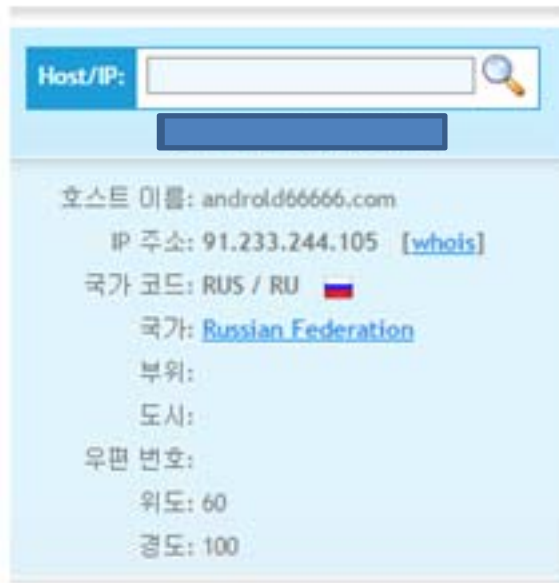 Host/IP:
호스트 이름: androld66666.com
IP 주소: 91.233.244.105 [whois]
국가 코드: RUS / RU
국가: Russian Federation
부위:
도시:
우편 번호:
위도: 60
경도: 100